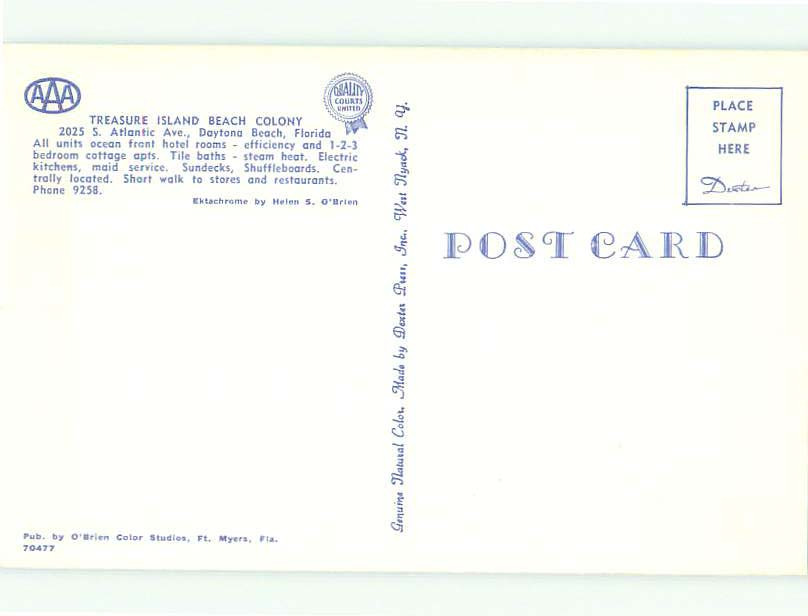 AAA
QUALITY
COURTS
UNITED
TREASURE ISLAND BEACH COLONY
2025 S. Atlantic Ave., Daytona Beach, Florida
All units ocean front hotel rooms - efficiency and 1-2-3
bedroom cottage apts. Tile baths - steam heat. Electric
kitchens, maid service. Sundecks, Shuffleboards. Cen-
trally located. Short walk to stores and restaurants.
Phone 9258.
Ektachrome by Helen S. O'Brien
Pub. by O'Brien Color Studios, Ft. Myers, Fla.
70477
Genuine Natural Color, Made by Dexter Press, Inc., West Nyack, N. Y.
PLACE
STAMP
HERE
Dexter
POST CARD